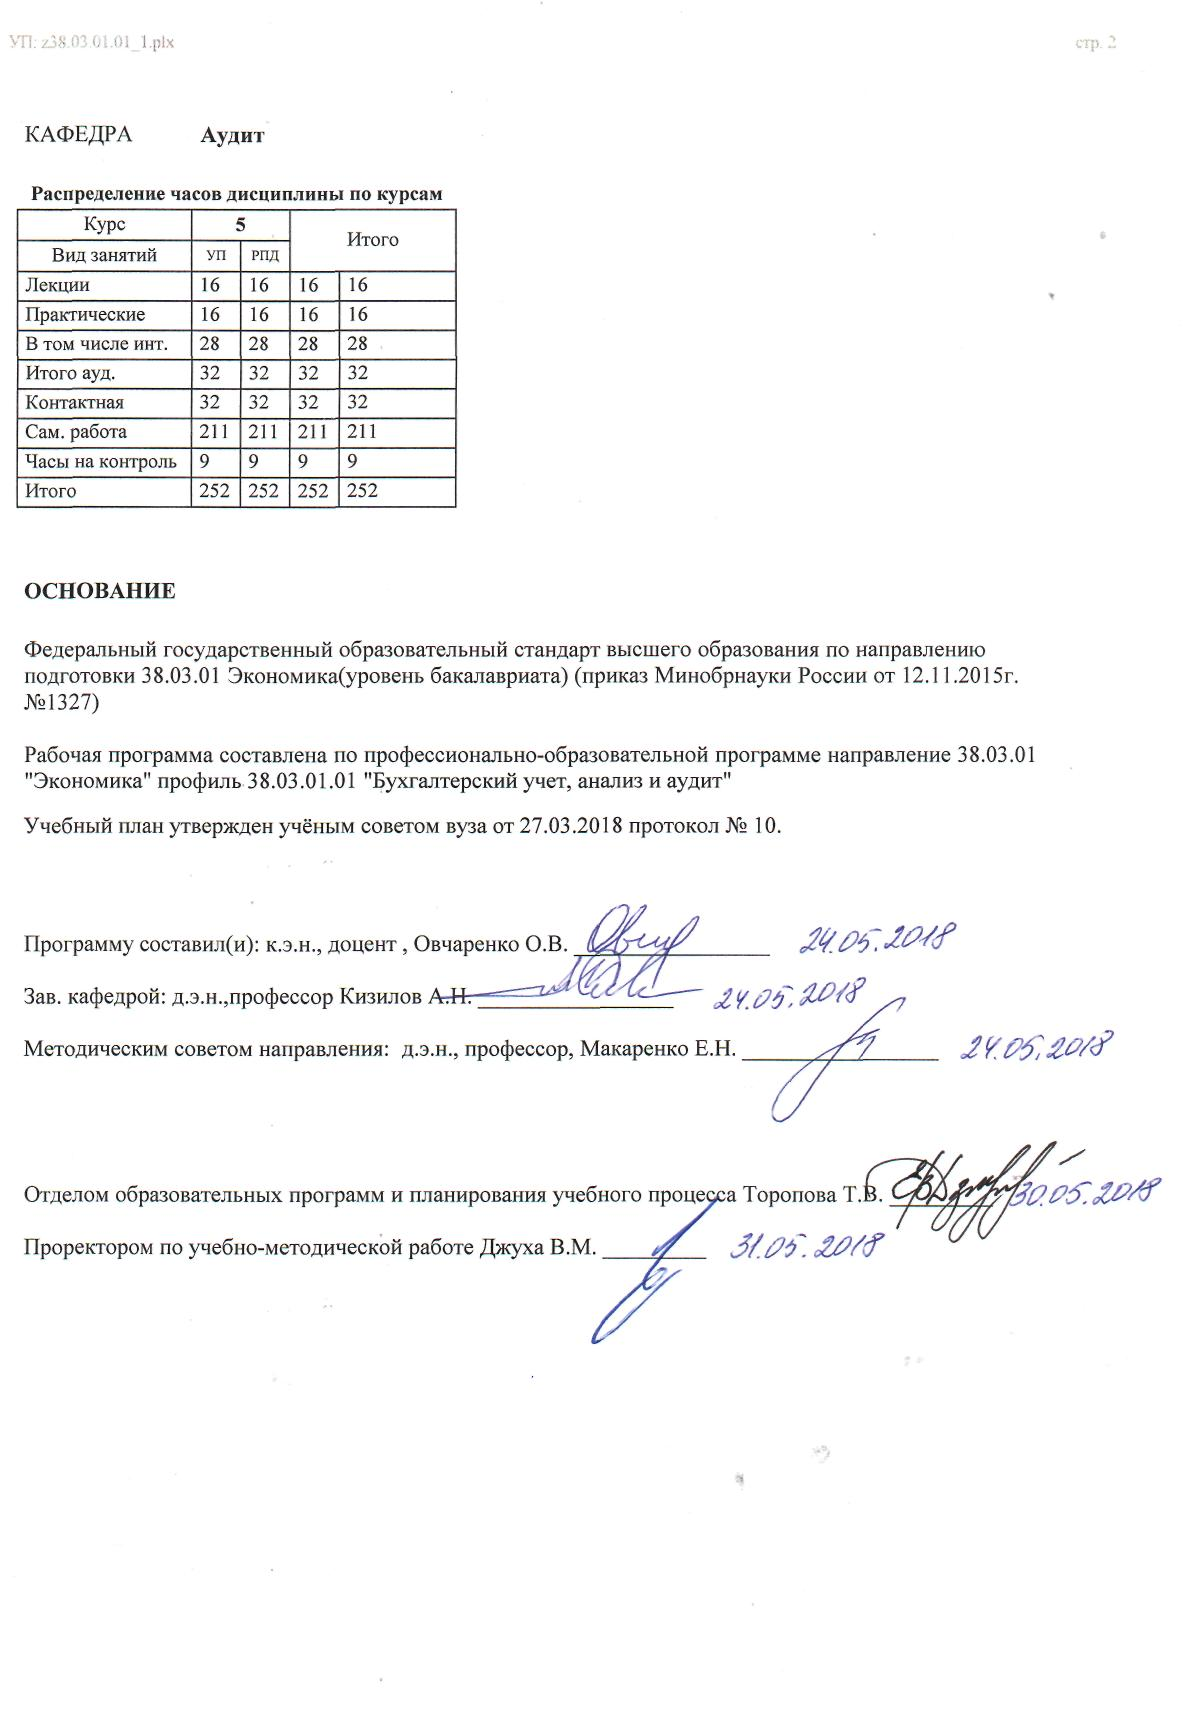 УП: z38.03.01.01_1.plx стр. 2
КАФЕДРА Аудит
Распределение часов дисциплины по курсам
Курс 5 Итого
Вид занятий УП РПД
Лекции 16 16 16 16
Практические 16 16 16 16
В том числе инт. 28 28 28 28
Итого ауд. 32 32 32 32
Контактная 32 32 32 32
Сам. работа 211 211 211 211
Часы на контроль 9 9 9 9
Итого 252 252 252 252
ОСНОВАНИЕ
Федеральный государственный образовательный стандарт высшего образования по направлению
подготовки 38.03.01 Экономика(уровень бакалавриата) (приказ Минобрнауки России от 12.11.2015г.
№1327)
Рабочая программа составлена по профессионально-образовательной программе направление 38.03.01
"Экономика" профиль 38.03.01.01 "Бухгалтерский учет, анализ и аудит"
Учебный план утвержден учёным советом вуза от 27.03.2018 протокол № 10.
Программу составил(и): к.э.н., доцент , Овчаренко О.В. 24.05.2018
Зав. кафедрой: д.э.н.,профессор Кизилов А.Н. 24.05.2018
Методическим советом направления: д.э.н., профессор, Макаренко Е.Н. 24.05.2018
Отделом образовательных программ и планирования учебного процесса Торопова Т.В. 30.05.2018
Проректором по учебно-методической работе Джуха В.М. 31.05.2018